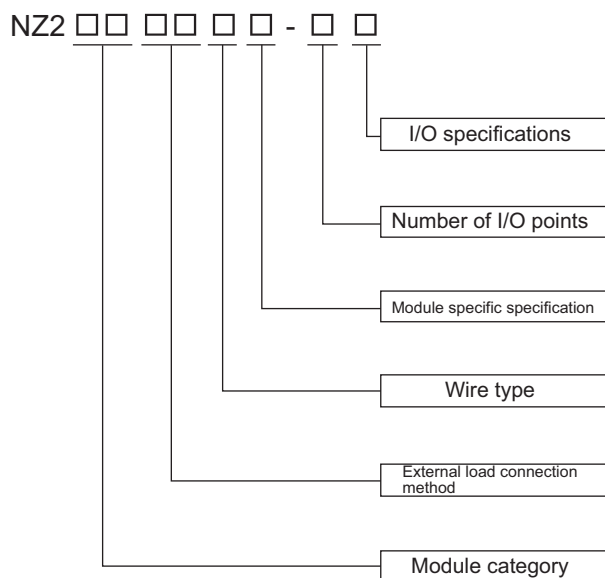 NZ2 □□ □□ □ □ - □ □
I/O specifications
Number of I/O points
Module specific specification
Wire type
External load connection
method
Module category